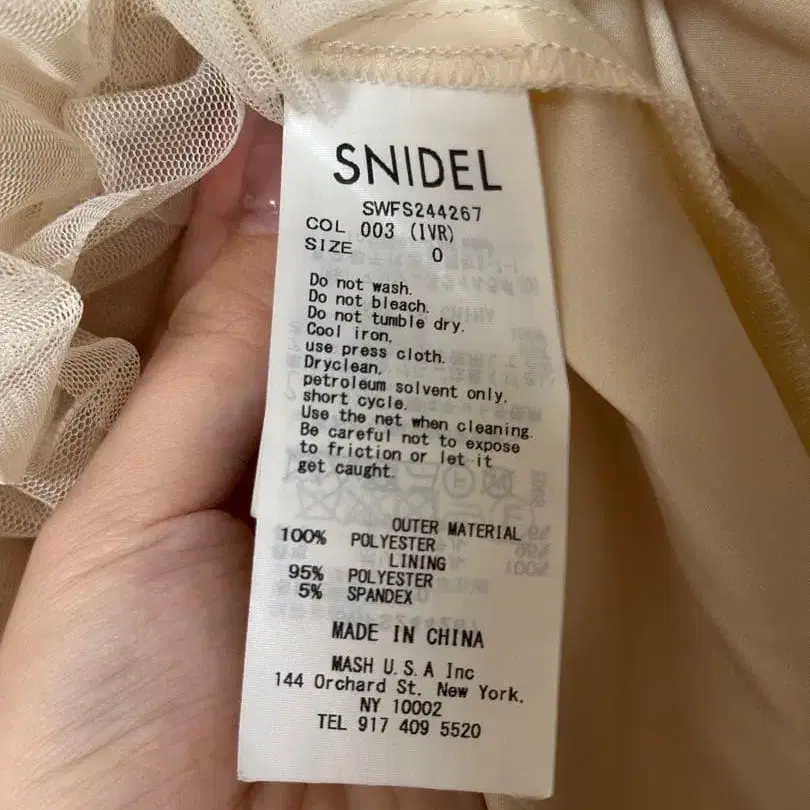 SNIDEL
SWFS244267
COL 003 (IVR)
SIZE 0
Do not wash.
Do not bleach.
Do not tumble dry.
Cool iron,
use press cloth.
Dryclean,
petroleum solvent only,
short cycle.
Use the net when cleaning.
Be careful not to expose
to friction or let it
get caught.
OUTER MATERIAL
100% POLYESTER
LINING
95% POLYESTER
5% SPANDEX
MADE IN CHINA
MASH U.S.A Inc
144 Orchard St, New York,
NY 10002
TEL 917 409 5520